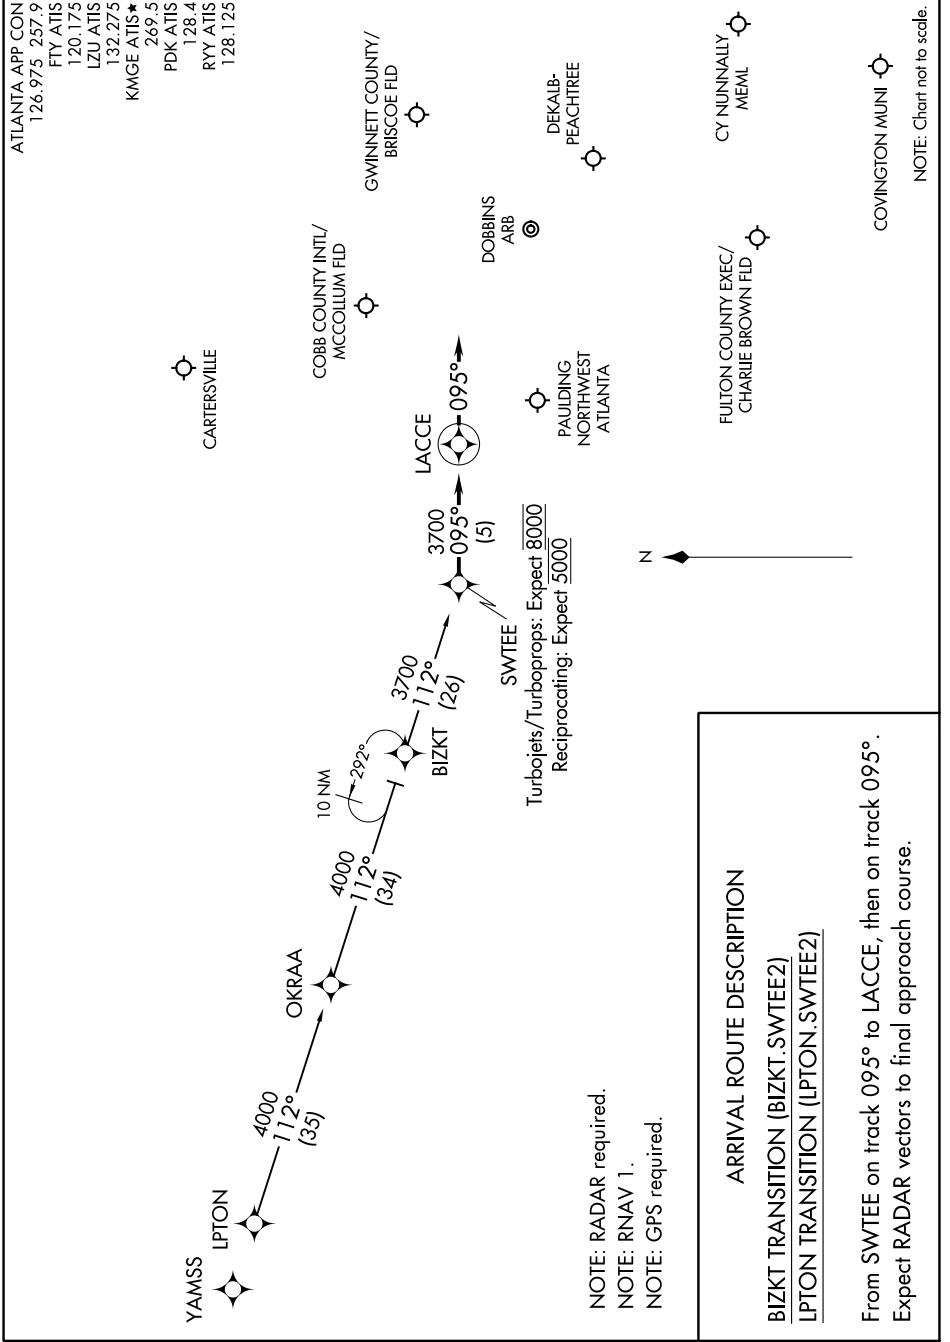 ATLANTA APP CON
126.975 257.9
FTY ATIS
120.175
LZU ATIS
132.275
KMGE ATIS★
269.5
PDK ATIS
128.4
RYY ATIS
128.125
YAMSS
LPTON
4000
112°
(35)
OKRAA
4000
112°
(34)
10 NM
292°
BIZKT
3700
112°
(26)
SWTEE
Turbojets/Turboprops: Expect 8000
Reciprocating: Expect 5000
3700
095°
(5)
LACCE
095°
CARTERSVILLE
COBB COUNTY INTL/
MCCOLLUM FLD
GWINNETT COUNTY/
BRISCOE FLD
DOBBINS
ARB
DEKALB-
PEACHTREE
PAULDING
NORTHWEST
ATLANTA
FULTON COUNTY EXEC/
CHARLIE BROWN FLD
CY NUNNALLY
MEML
COVINGTON MUNI
N
NOTE: RADAR required.
NOTE: RNAV 1.
NOTE: GPS required.
ARRIVAL ROUTE DESCRIPTION
BIZKT TRANSITION (BIZKT.SWTEE2)
LPTON TRANSITION (LPTON.SWTEE2)
From SWTEE on track 095° to LACCE, then on track 095°.
Expect RADAR vectors to final approach course.
NOTE: Chart not to scale.